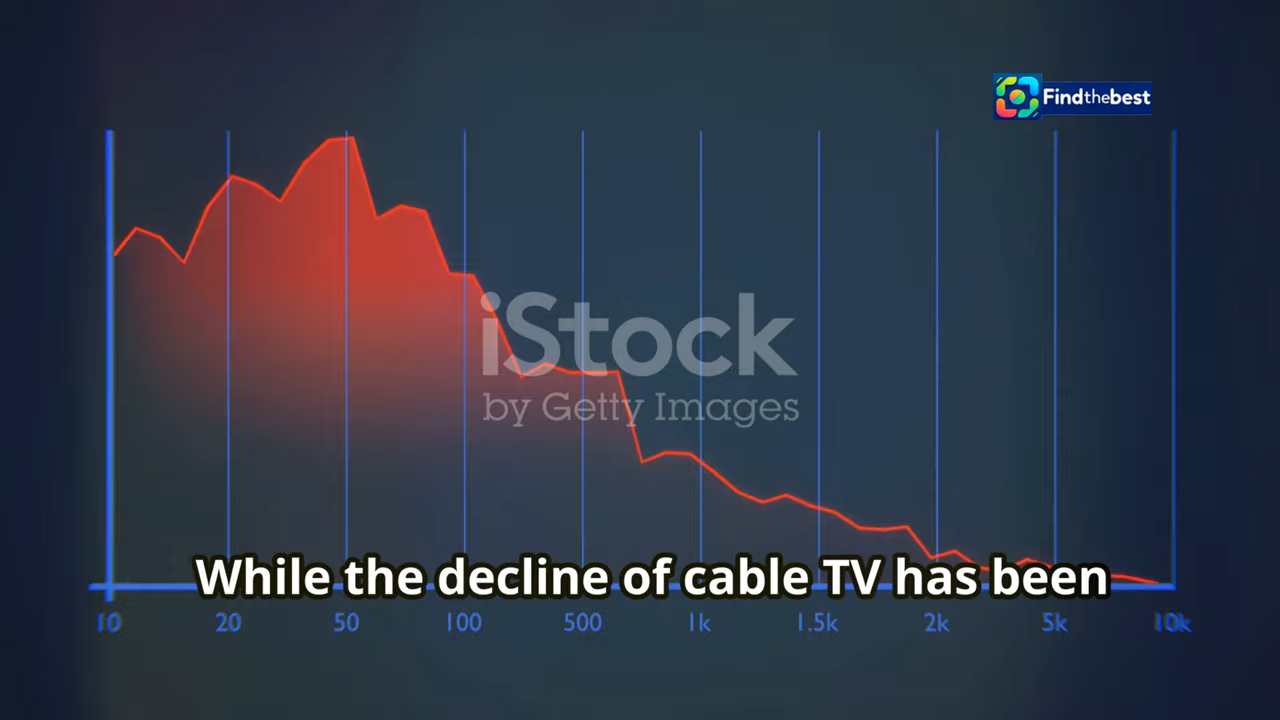 Findthebest
iStock
by Getty Images
While the decline of cable TV has been
10 20 50 100 500 1k 1.5k 2k 5k 10k